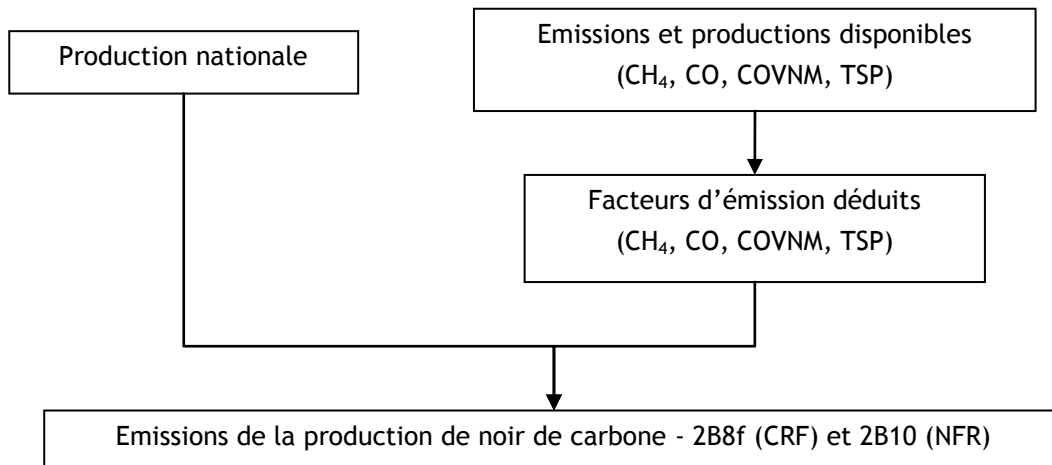 Production nationale
Emissions et productions disponibles
(CH₄, CO, COVNM, TSP)
Facteurs d’émission déduits
(CH₄, CO, COVNM, TSP)
Emissions de la production de noir de carbone - 2B8f (CRF) et 2B10 (NFR)